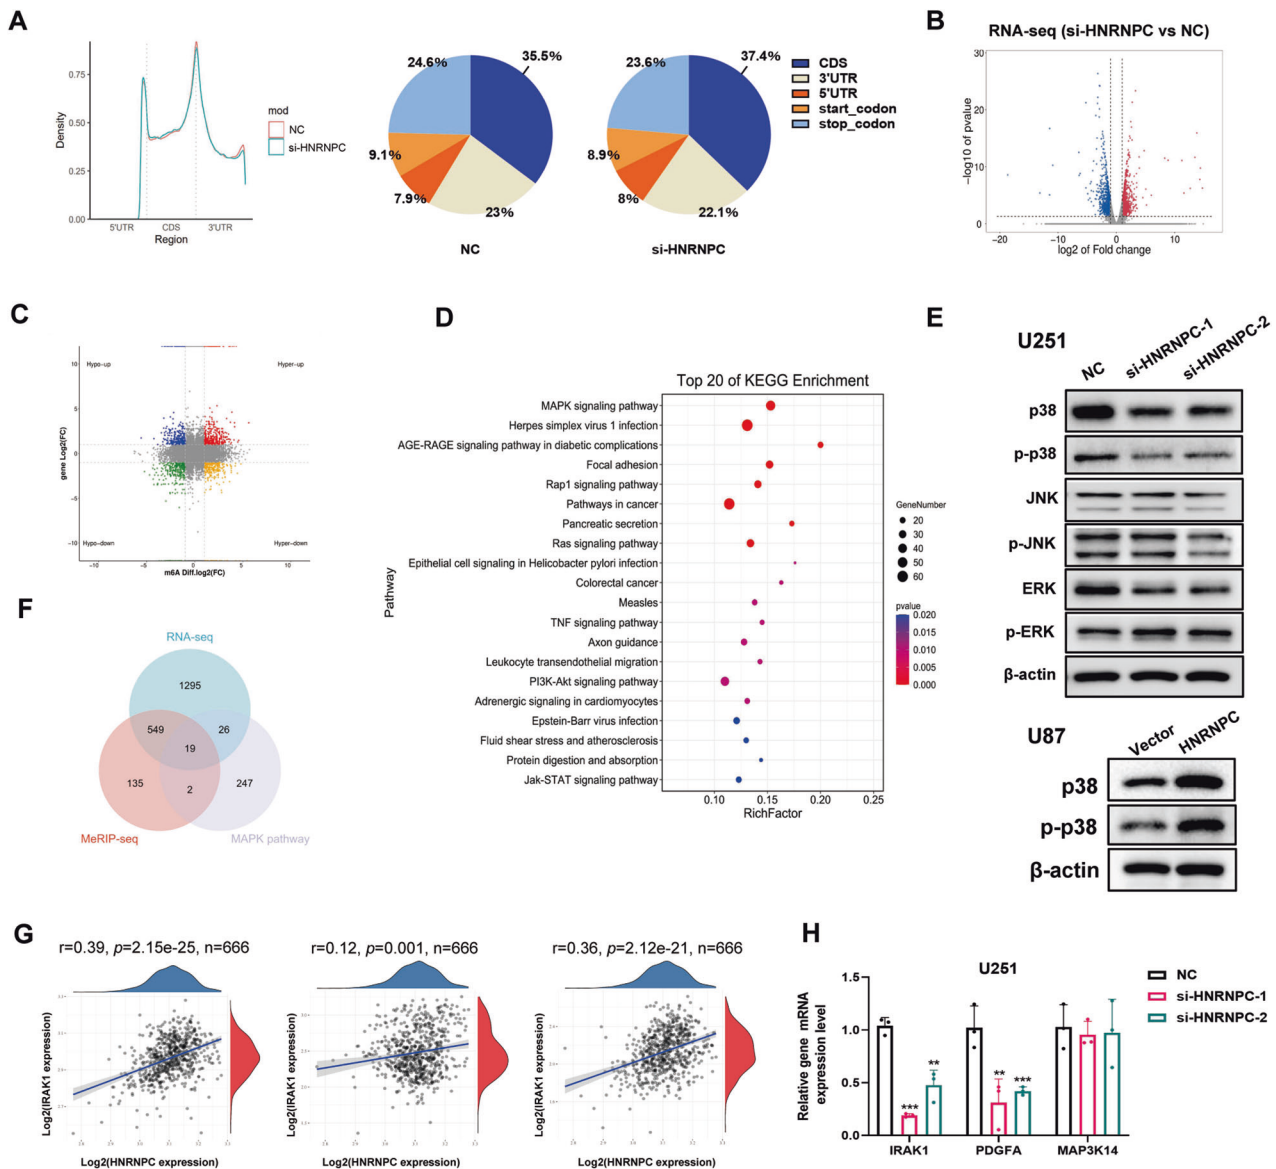 A
0.75
0.50
0.25
0.00
Density
5'UTR CDS 3'UTR
Region
mod
NC
si-HNRNPC
24.6%
35.5%
9.1%
7.9%
23%
NC
23.6%
37.4%
8.9%
8%
22.1%
si-HNRNPC
CDS
3'UTR
5'UTR
start_codon
stop_codon
B
RNA-seq (si-HNRNPC vs NC)
30
20
10
0
−log10 of pvalue
−20 −10 0 10
log2 of Fold change
C
Hypo-up
Hyper-up
Hypo-down
Hyper-down
10
5
0
−5
−10
gene Log2(FC)
−10 −5 0 5 10
m6A Diff.log2(FC)
D
Top 20 of KEGG Enrichment
Pathway
MAPK signaling pathway
Herpes simplex virus 1 infection
AGE-RAGE signaling pathway in diabetic complications
Focal adhesion
Rap1 signaling pathway
Pathways in cancer
Pancreatic secretion
Ras signaling pathway
Epithelial cell signaling in Helicobacter pylori infection
Colorectal cancer
Measles
TNF signaling pathway
Axon guidance
Leukocyte transendothelial migration
PI3K-Akt signaling pathway
Adrenergic signaling in cardiomyocytes
Epstein-Barr virus infection
Fluid shear stress and atherosclerosis
Protein digestion and absorption
Jak-STAT signaling pathway
0.10 0.15 0.20 0.25
RichFactor
GeneNumber
20
30
40
50
60
pvalue
0.020
0.015
0.010
0.005
0.000
E
U251
NC si-HNRNPC-1 si-HNRNPC-2
p38
p-p38
JNK
p-JNK
ERK
p-ERK
β-actin
U87
Vector HNRNPC
p38
p-p38
β-actin
F
RNA-seq
1295
549
26
19
135
2
247
MeRIP-seq
MAPK pathway
G
r=0.39, p=2.15e-25, n=666
Log2(IRAK1 expression)
Log2(HNRNPC expression)
r=0.12, p=0.001, n=666
Log2(IRAK1 expression)
Log2(HNRNPC expression)
r=0.36, p=2.12e-21, n=666
Log2(IRAK1 expression)
Log2(HNRNPC expression)
H
U251
Relative gene mRNA
expression level
1.5
1.0
0.5
0.0
***
**
**
***
IRAK1 PDGFA MAP3K14
NC
si-HNRNPC-1
si-HNRNPC-2